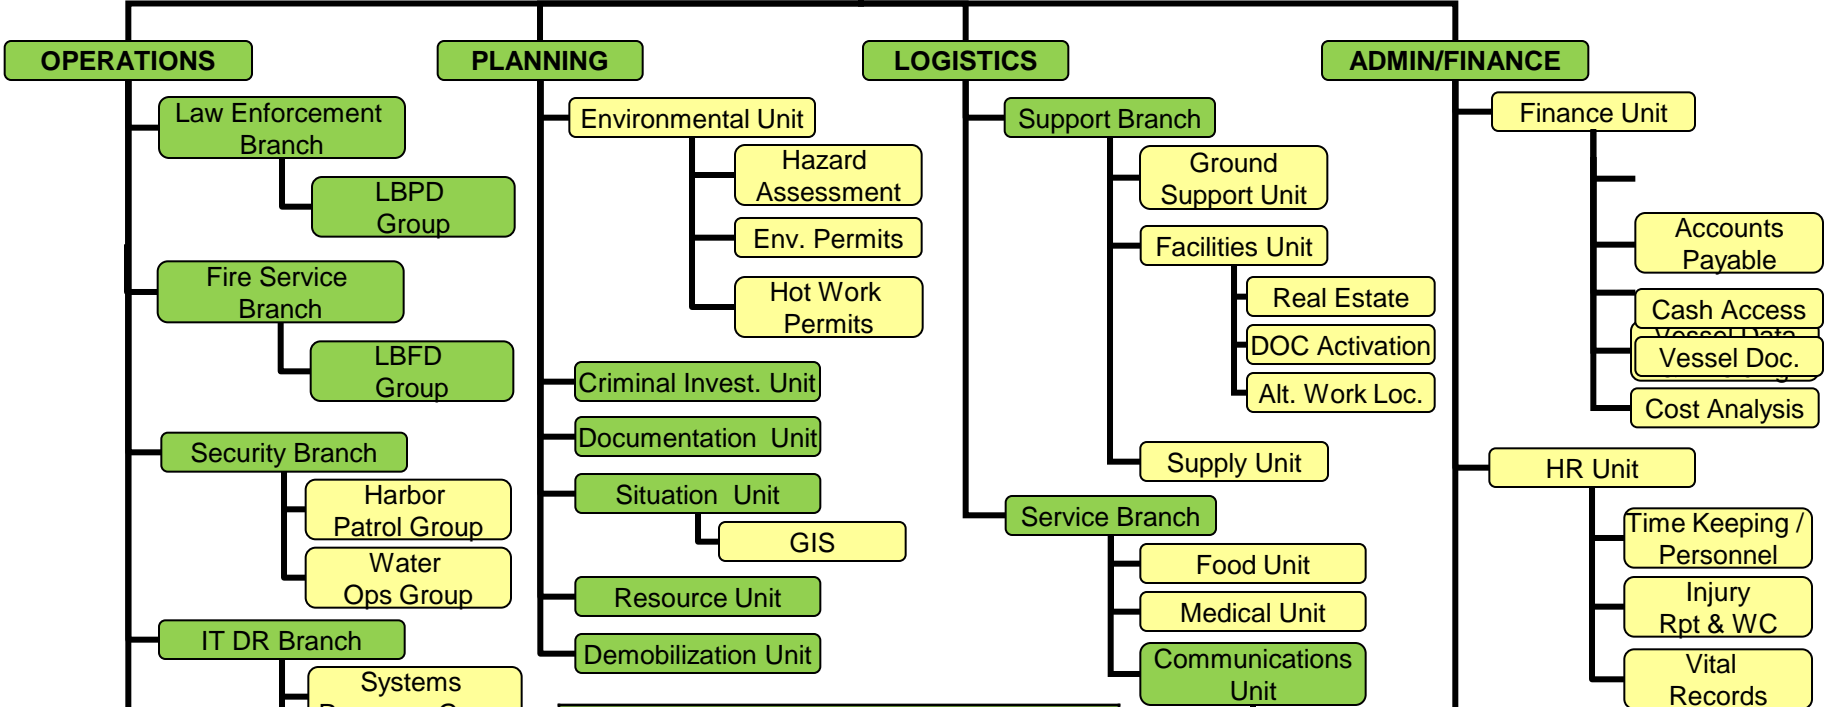 OPERATIONS
PLANNING
LOGISTICS
ADMIN/FINANCE
Law Enforcement
Branch
LBPD
Group
Fire Service
Branch
LBFD
Group
Security Branch
Harbor
Patrol Group
Water
Ops Group
IT DR Branch
Systems
Environmental Unit
Hazard
Assessment
Env. Permits
Hot Work
Permits
Criminal Invest. Unit
Documentation  Unit
Situation  Unit
GIS
Resource Unit
Demobilization Unit
Support Branch
Ground
Support Unit
Facilities Unit
Real Estate
DOC Activation
Alt. Work Loc.
Supply Unit
Service Branch
Food Unit
Medical Unit
Communications
Unit
Finance Unit
Accounts
Payable
Cash Access
Vessel Data
Vessel Doc.
Cost Analysis
HR Unit
Time Keeping /
Personnel
Injury
Rpt & WC
Vital
Records